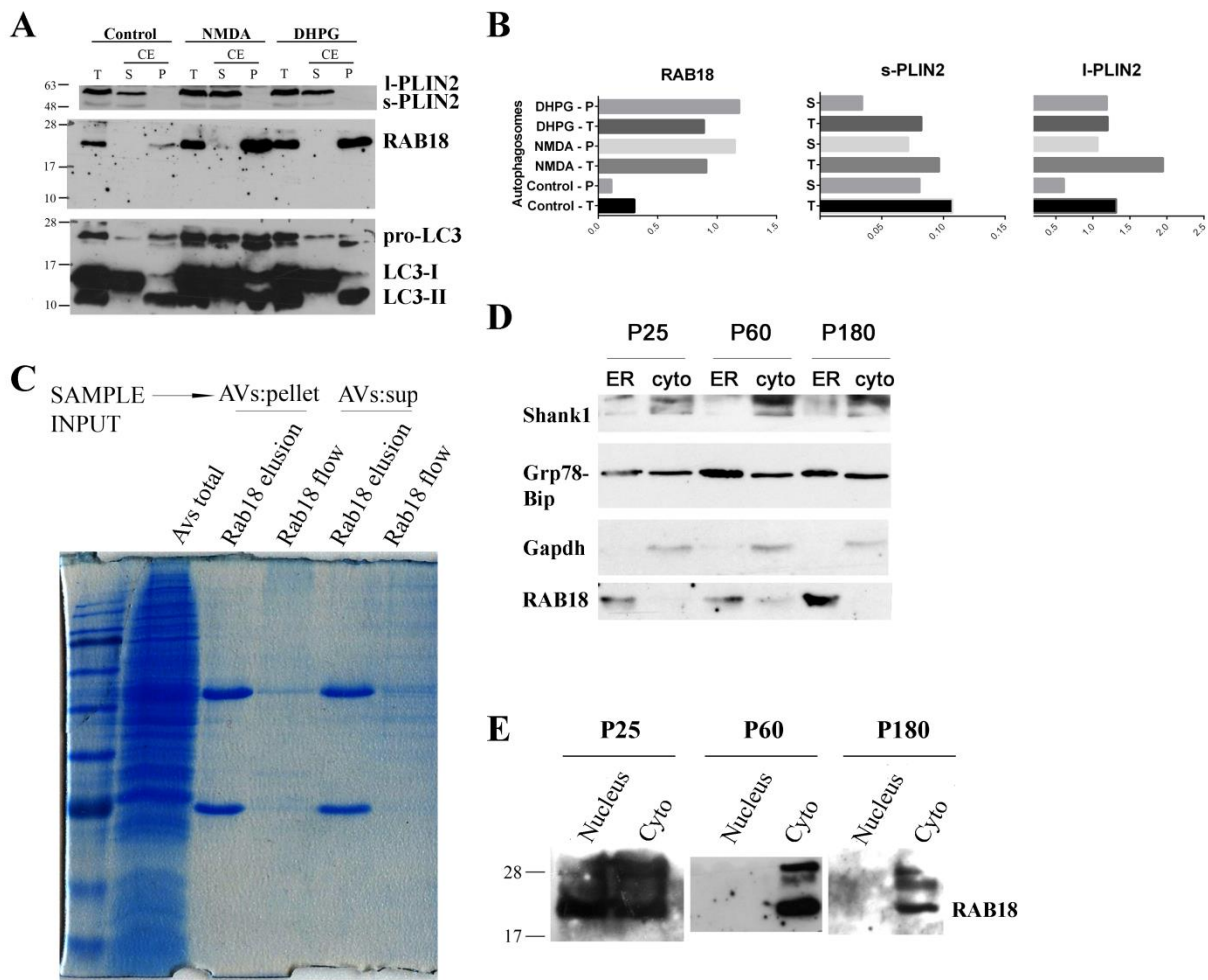 A
Control NMDA DHPG
CE CE CE
T S P T S P T S P
63
48
l-PLIN2
s-PLIN2
28
17
10
RAB18
28
17
10
pro-LC3
LC3-I
LC3-II
B
RAB18
Autophagosomes
DHPG - P
DHPG - T
NMDA - P
NMDA - T
Control - P
Control - T
0.0 0.5 1.0 1.5
s-PLIN2
S
T
S
T
S
T
0.05 0.10 0.15
l-PLIN2
S
T
S
T
S
T
0.5 1.0 1.5 2.0 2.5
C
SAMPLE
INPUT
AVs:pellet AVs:sup
Avs total
Rab18 elusion
Rab18 flow
Rab18 elusion
Rab18 flow
D
P25 P60 P180
ER cyto ER cyto ER cyto
Shank1
Grp78-
Bip
Gapdh
RAB18
E
P25 P60 P180
Nucleus Cyto Nucleus Cyto Nucleus Cyto
28
17
RAB18